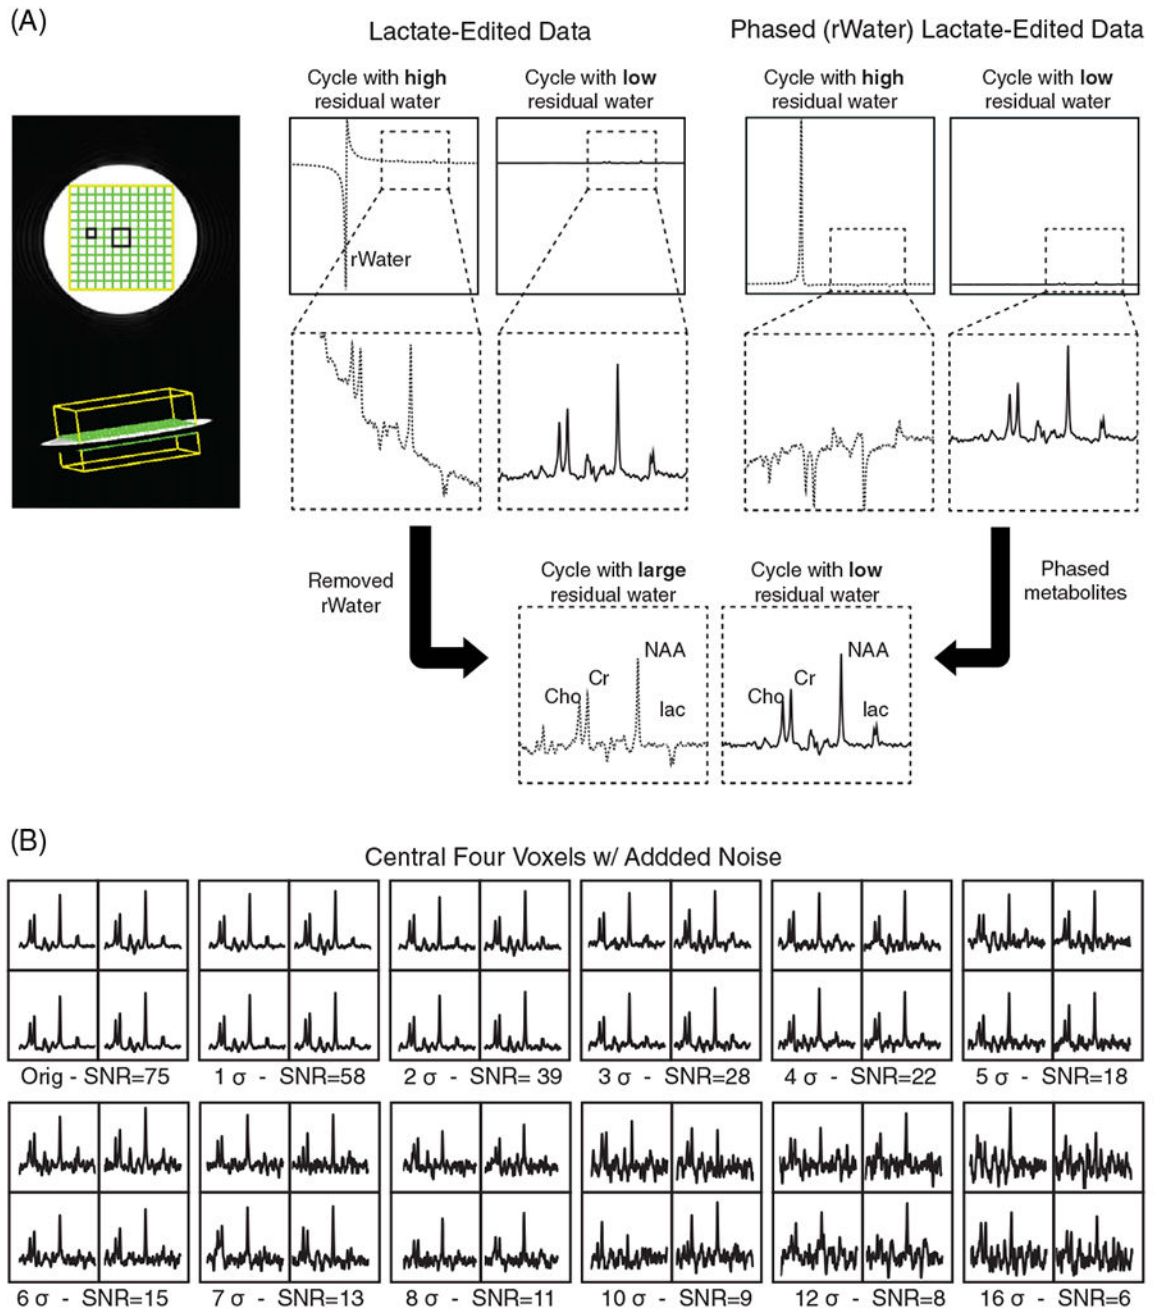 (A)
Lactate-Edited Data
Phased (rWater) Lactate-Edited Data
Cycle with high
residual water
Cycle with low
residual water
Cycle with high
residual water
Cycle with low
residual water
rWater
Removed
rWater
Cycle with large
residual water
Cycle with low
residual water
Phased
metabolites
NAA
Cr
Cho
lac
NAA
Cr
Cho
lac
(B)
Central Four Voxels w/ Addded Noise
Orig - SNR=75
1 σ - SNR=58
2 σ - SNR= 39
3 σ - SNR=28
4 σ - SNR=22
5 σ - SNR=18
6 σ - SNR=15
7 σ - SNR=13
8 σ - SNR=11
10 σ - SNR=9
12 σ - SNR=8
16 σ - SNR=6